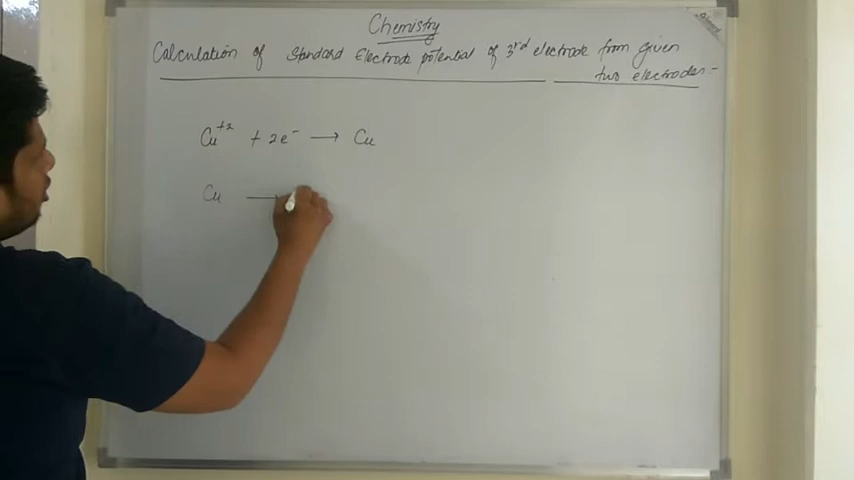 Chemistry
Calculation of Standard Electrode potential of 3rd electrode from given
two electrodes -
Cu+2 + 2e- → Cu
Cu →